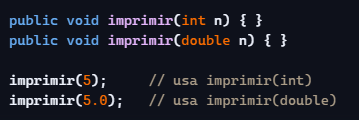 public void imprimir(int n) { }
public void imprimir(double n) { }
imprimir(5);     // usa imprimir(int)
imprimir(5.0);   // usa imprimir(double)